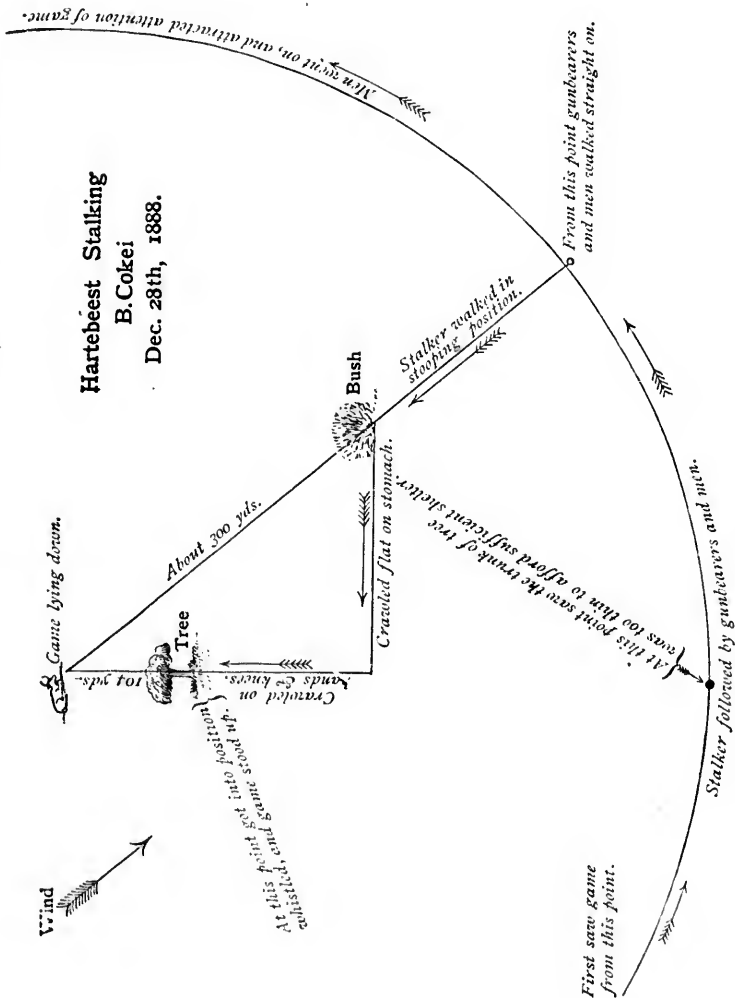 Hartebeest Stalking
B.Cokei
Dec. 28th, 1888.
Men went on, and attracted attention of game.
From this point gunbearers
and men walked straight on.
Stalker walked in
stooping position.
Bush
About 300 yds.
Game lying down.
Crawled flat on stomach.
Tree
104 yds.
Crawled on
hands & knees.
At this point got into position
whistled, and game stood up.
At this point saw the trunk of tree
was too thin to afford sufficient shelter.
Wind
Stalker followed by gunbearers and men.
First saw game
from this point.